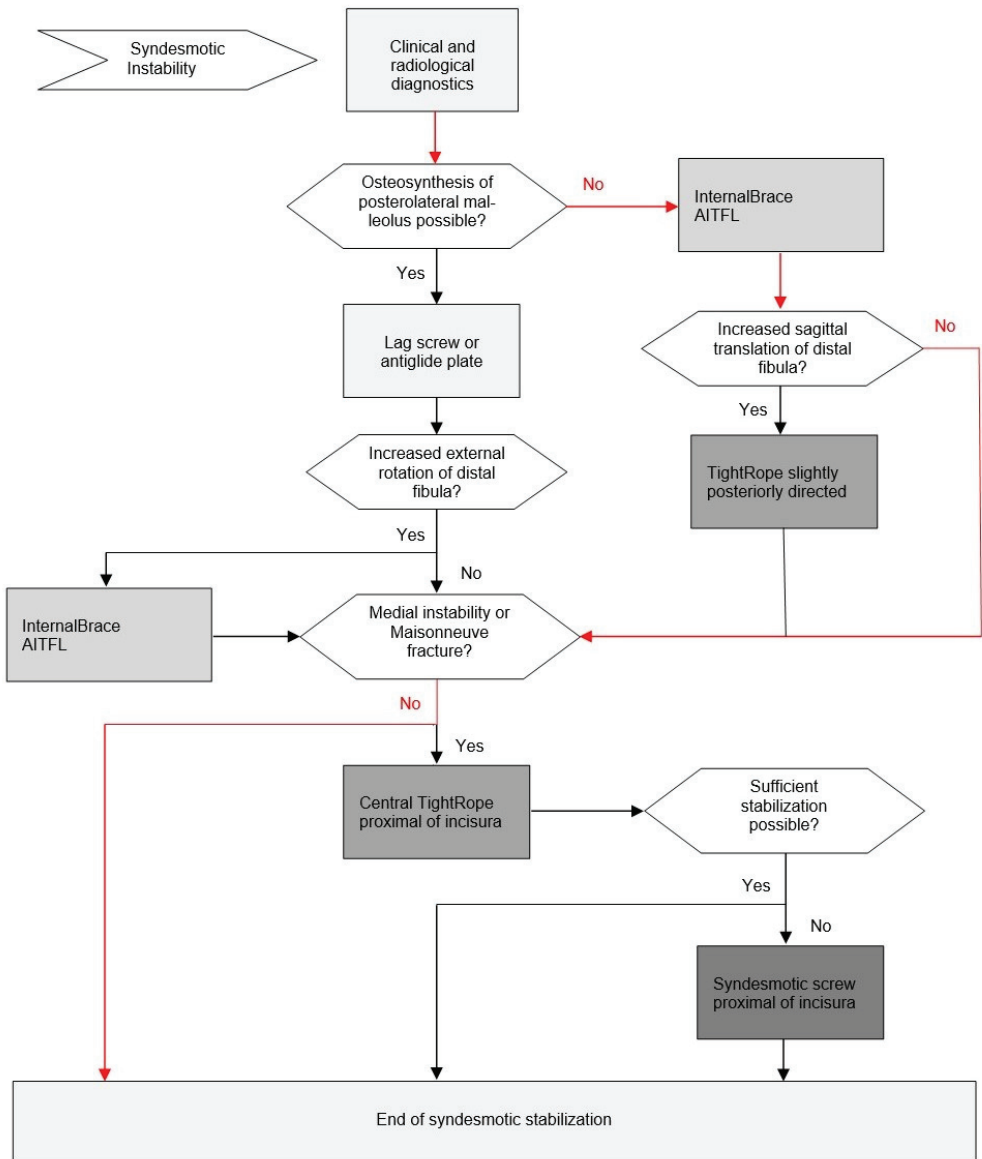 Syndesmotic
Instability
Clinical and
radiological
diagnostics
Osteosynthesis of
posterolateral mal-
leolus possible?
No
InternalBrace
AITFL
Yes
Increased sagittal
translation of distal
fibula?
No
Lag screw or
antiglide plate
Yes
Increased external
rotation of distal
fibula?
TightRope slightly
posteriorly directed
Yes
No
InternalBrace
AITFL
Medial instability or
Maisonneuve
fracture?
No
Yes
Central TightRope
proximal of incisura
Sufficient
stabilization
possible?
Yes
No
Syndesmotic screw
proximal of incisura
End of syndesmotic stabilization